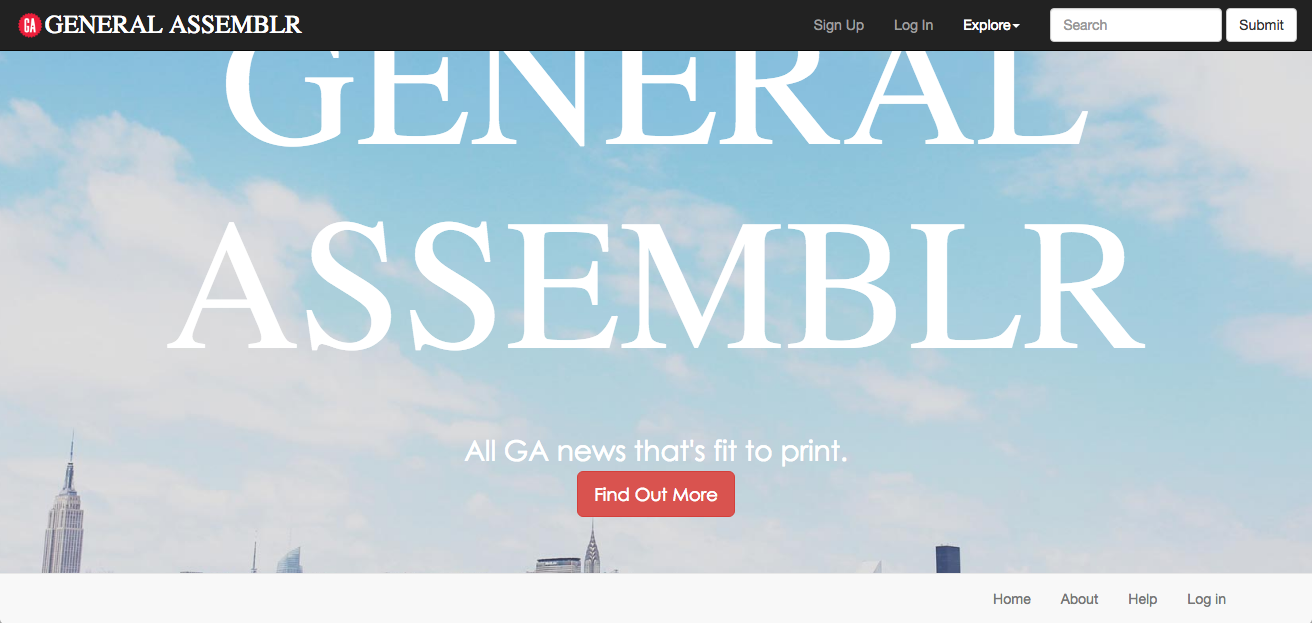 GA GENERAL ASSEMBLR Sign Up Log In Explore Search Submit
GENERAL
ASSEMBLR
All GA news that's fit to print.
Find Out More
Home About Help Log in